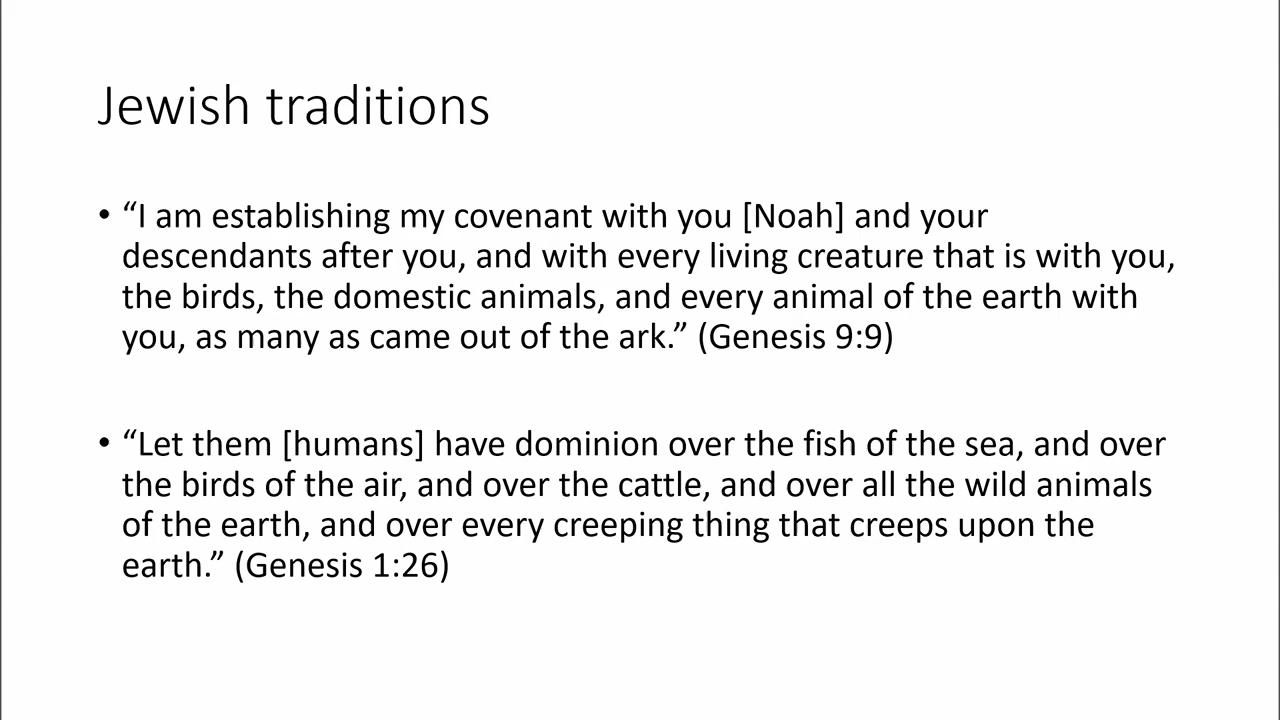 Jewish traditions
• “I am establishing my covenant with you [Noah] and your
descendants after you, and with every living creature that is with you,
the birds, the domestic animals, and every animal of the earth with
you, as many as came out of the ark.” (Genesis 9:9)
• “Let them [humans] have dominion over the fish of the sea, and over
the birds of the air, and over the cattle, and over all the wild animals
of the earth, and over every creeping thing that creeps upon the
earth.” (Genesis 1:26)